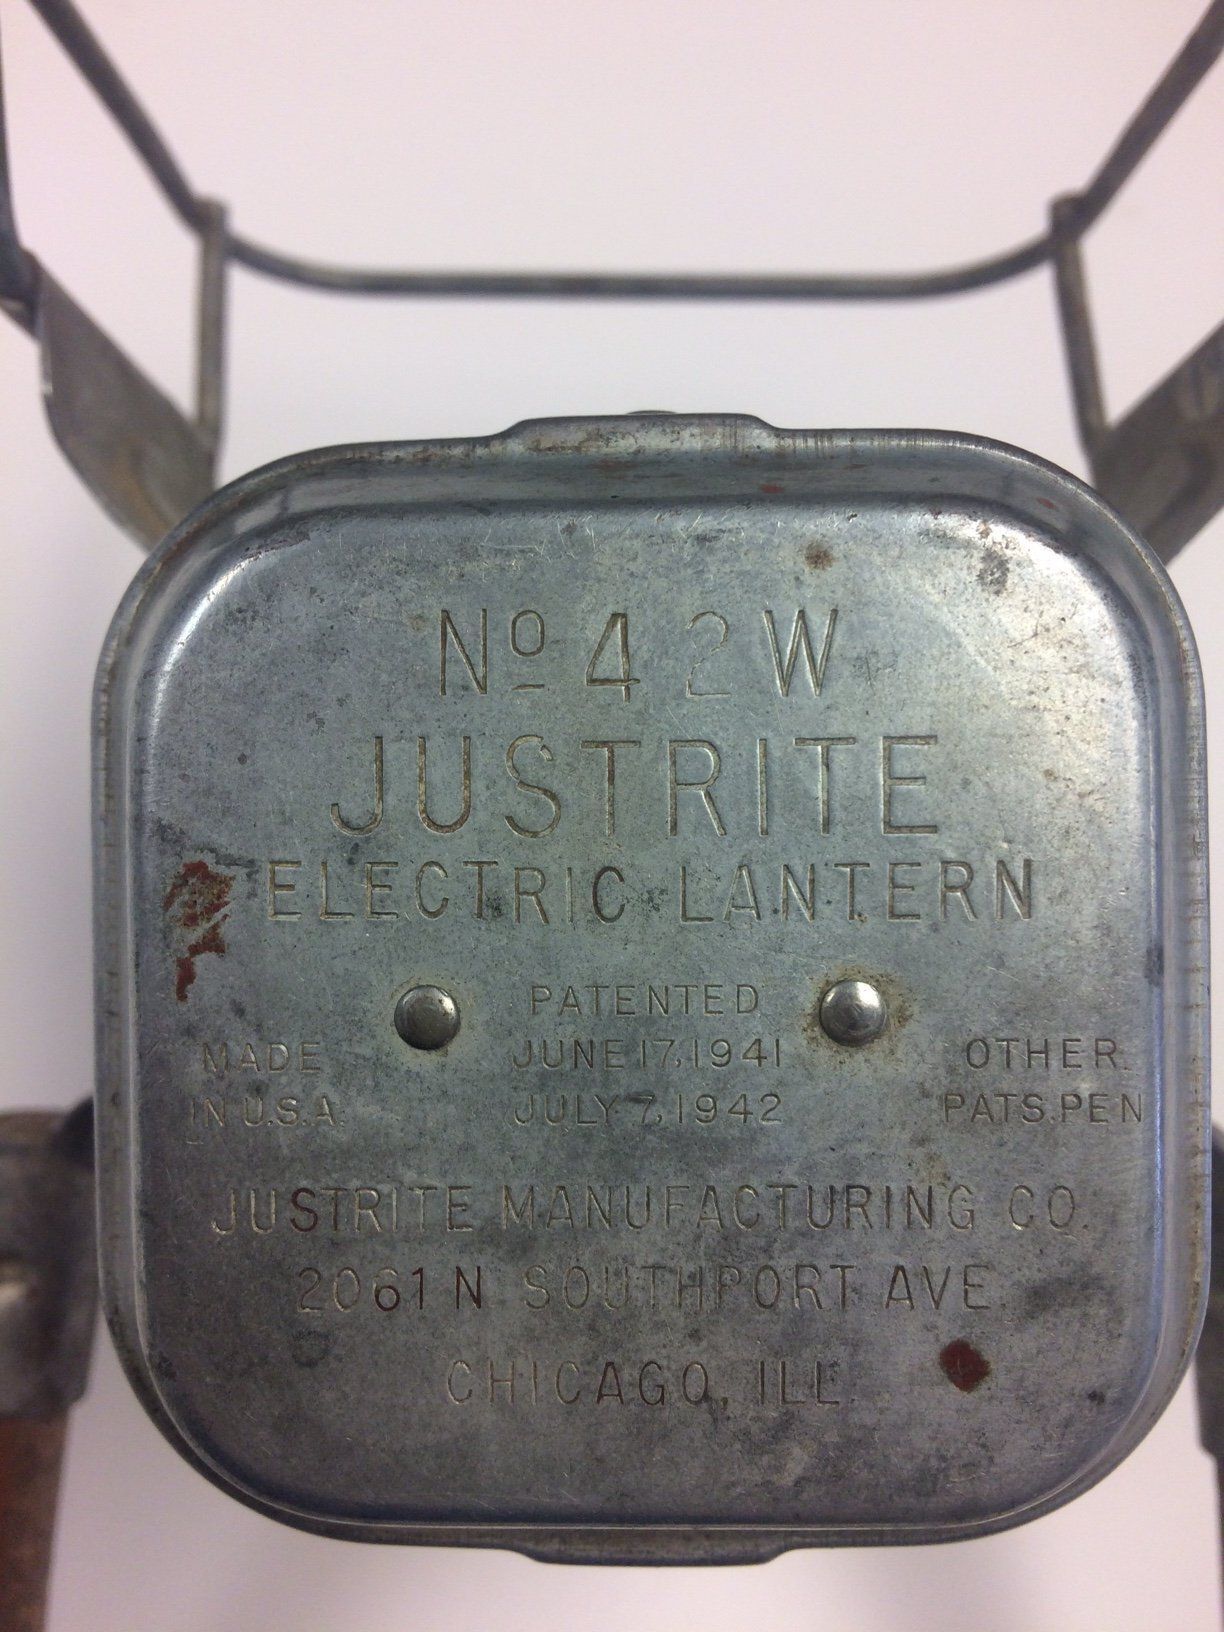 Nº 42W
JUSTRITE
ELECTRIC LANTERN
PATENTED
MADE JUNE 17, 1941 OTHER.
IN U.S.A. JULY 7, 1942 PATS. PEN
JUSTRITE MANUFACTURING CO.
2061 N SOUTHPORT AVE.
CHICAGO, ILL.